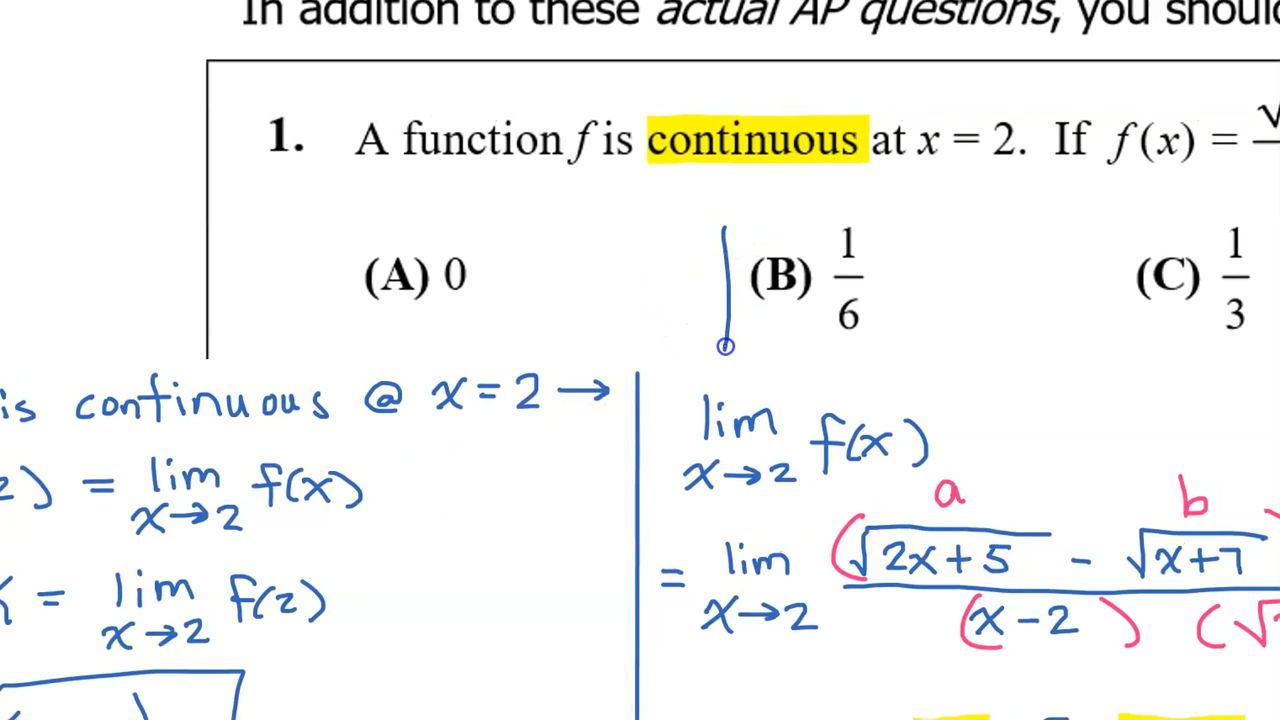 In addition to these actual AP questions, you
1. A function f is continuous at x = 2. If f(x) =
(A) 0 (B) 1/6 (C) 1/3
is continuous @ x = 2 →
) = lim x→2 f(x)
= lim x→2 f(2)
lim x→2 f(x)
a b
= lim x→2 (√2x+5 - √x+7
(x-2) (√